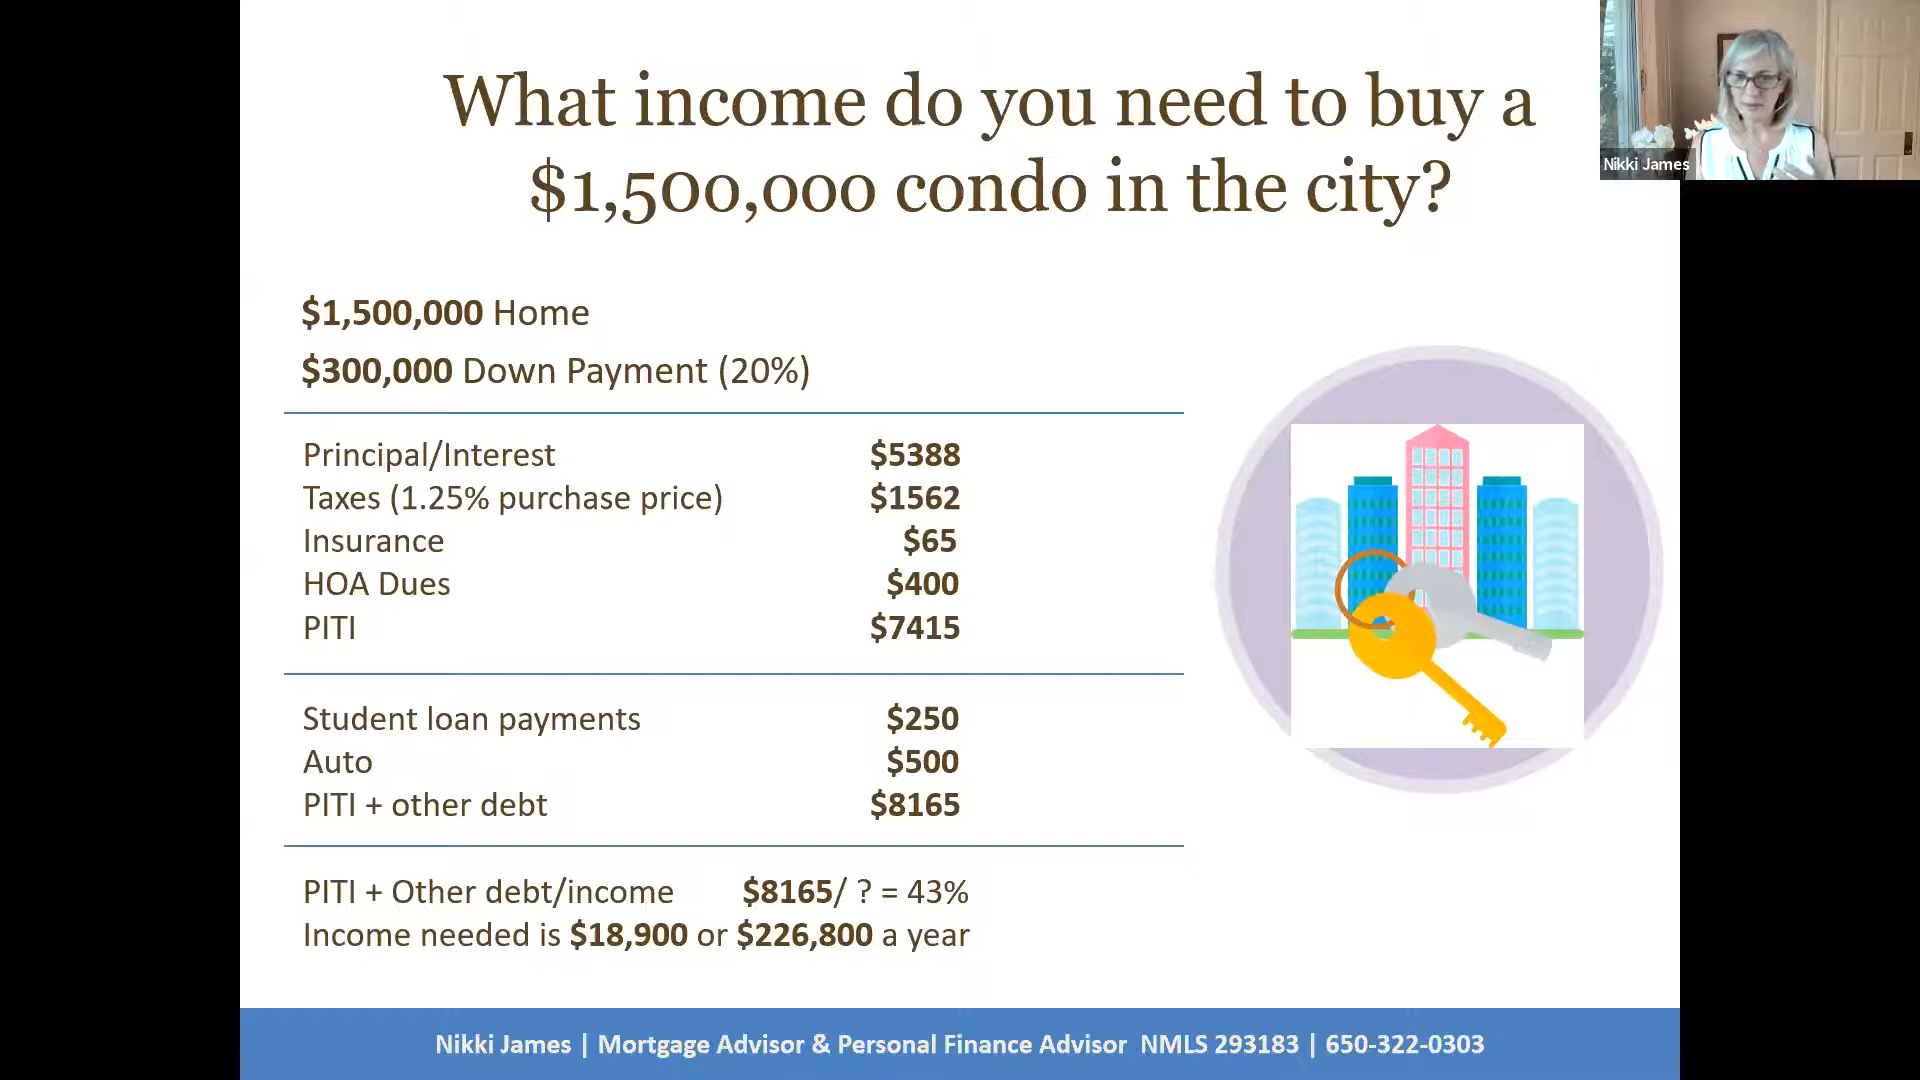 What income do you need to buy a
$1,500,000 condo in the city?
Nikki James
$1,500,000 Home
$300,000 Down Payment (20%)
Principal/Interest $5388
Taxes (1.25% purchase price) $1562
Insurance $65
HOA Dues $400
PITI $7415
Student loan payments $250
Auto $500
PITI + other debt $8165
PITI + Other debt/income $8165/ ? = 43%
Income needed is $18,900 or $226,800 a year
Nikki James | Mortgage Advisor & Personal Finance Advisor NMLS 293183 | 650-322-0303